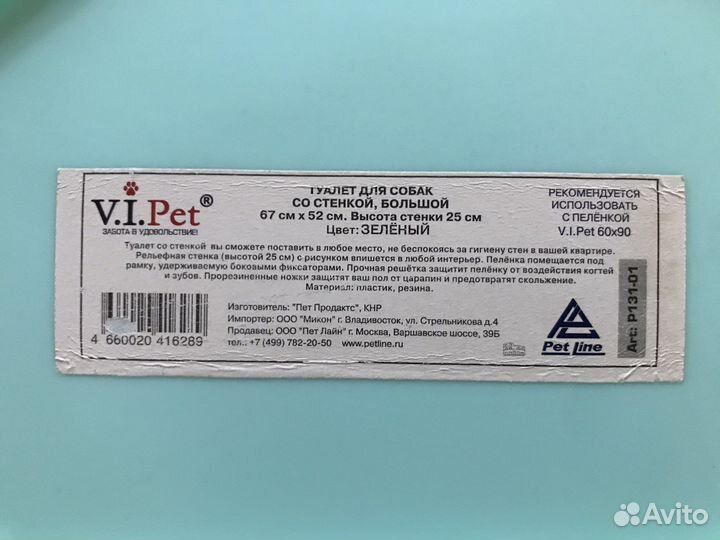 V.I.Pet®
ЗАБОТА В УДОВОЛЬСТВИЕ!
ТУАЛЕТ ДЛЯ СОБАК
СО СТЕНКОЙ, БОЛЬШОЙ
67 см х 52 см. Высота стенки 25 см
Цвет: ЗЕЛЁНЫЙ
РЕКОМЕНДУЕТСЯ
ИСПОЛЬЗОВАТЬ
С ПЕЛЁНКОЙ
V.I.Pet 60x90
Туалет со стенкой вы сможете поставить в любое место, не беспокоясь за гигиену стен в вашей квартире.
Рельефная стенка (высотой 25 см) с рисунком впишется в любой интерьер. Пелёнка помещается под
рамку, удерживаемую боковыми фиксаторами. Прочная решётка защитит пелёнку от воздействия когтей
и зубов. Прорезиненные ножки защитят ваш пол от царапин и предотвратят скольжение.
Материал: пластик, резина.
4 660020 416289
Изготовитель: "Пет Продактс", КНР
Импортер: ООО "Микон" г. Владивосток, ул. Стрельникова д.4
Продавец: ООО "Пет Лайн" г. Москва, Варшавское шоссе, 39Б
тел.: +7 (499) 782-20-50 www.petline.ru
Pet line
Art: P131-01
Avito